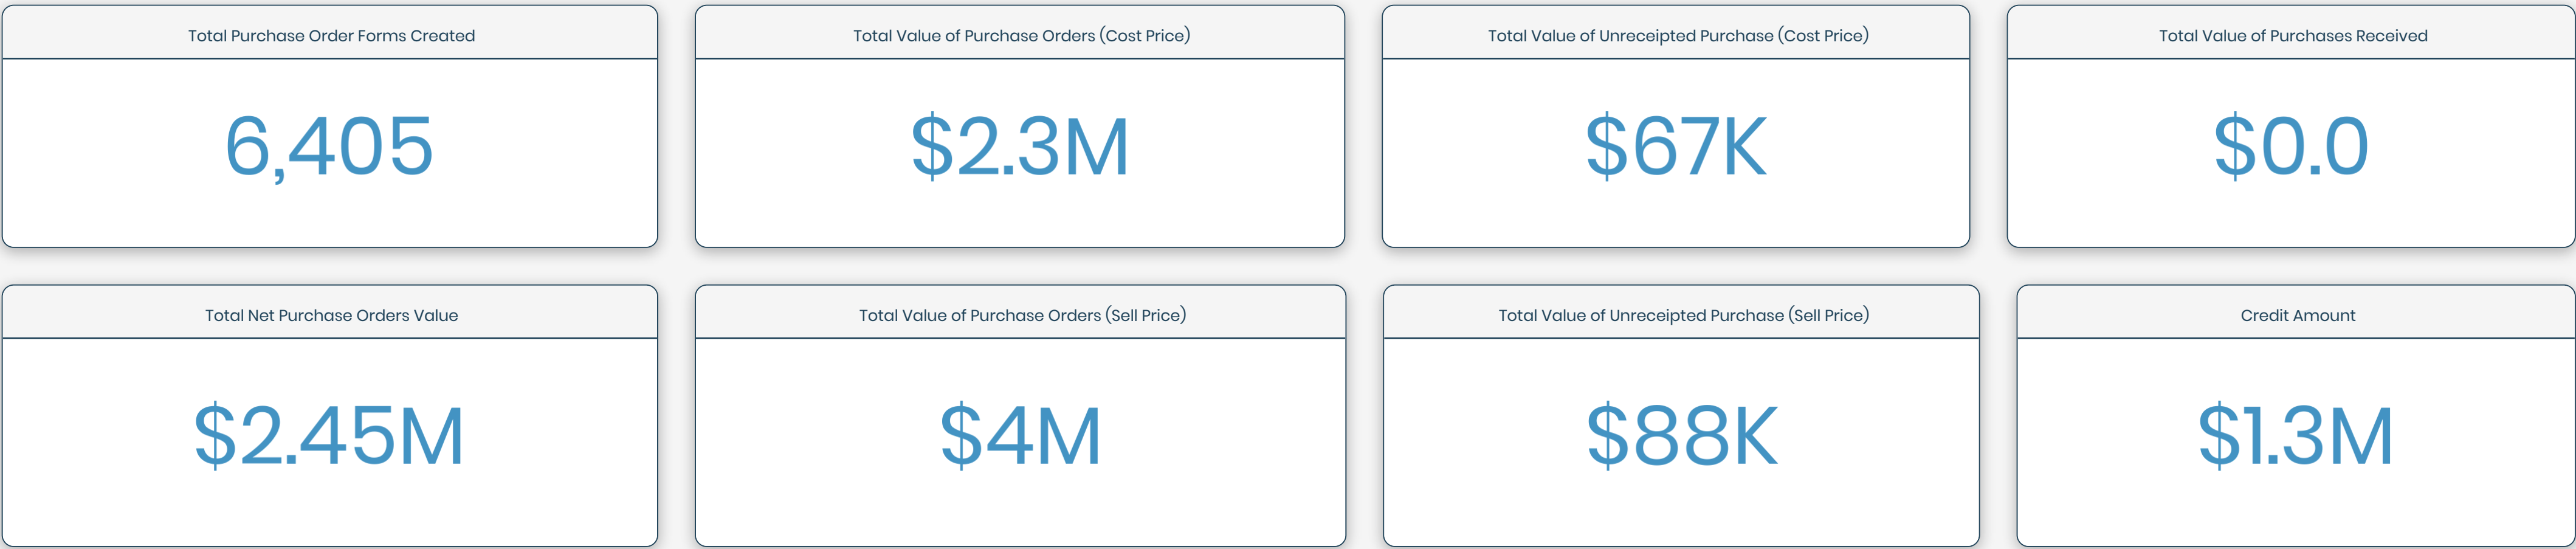 Total Purchase Order Forms Created
6,405
Total Value of Purchase Orders (Cost Price)
$2.3M
Total Value of Unreceipted Purchase (Cost Price)
$67K
Total Value of Purchases Received
$0.0
Total Net Purchase Orders Value
$2.45M
Total Value of Purchase Orders (Sell Price)
$4M
Total Value of Unreceipted Purchase (Sell Price)
$88K
Credit Amount
$1.3M